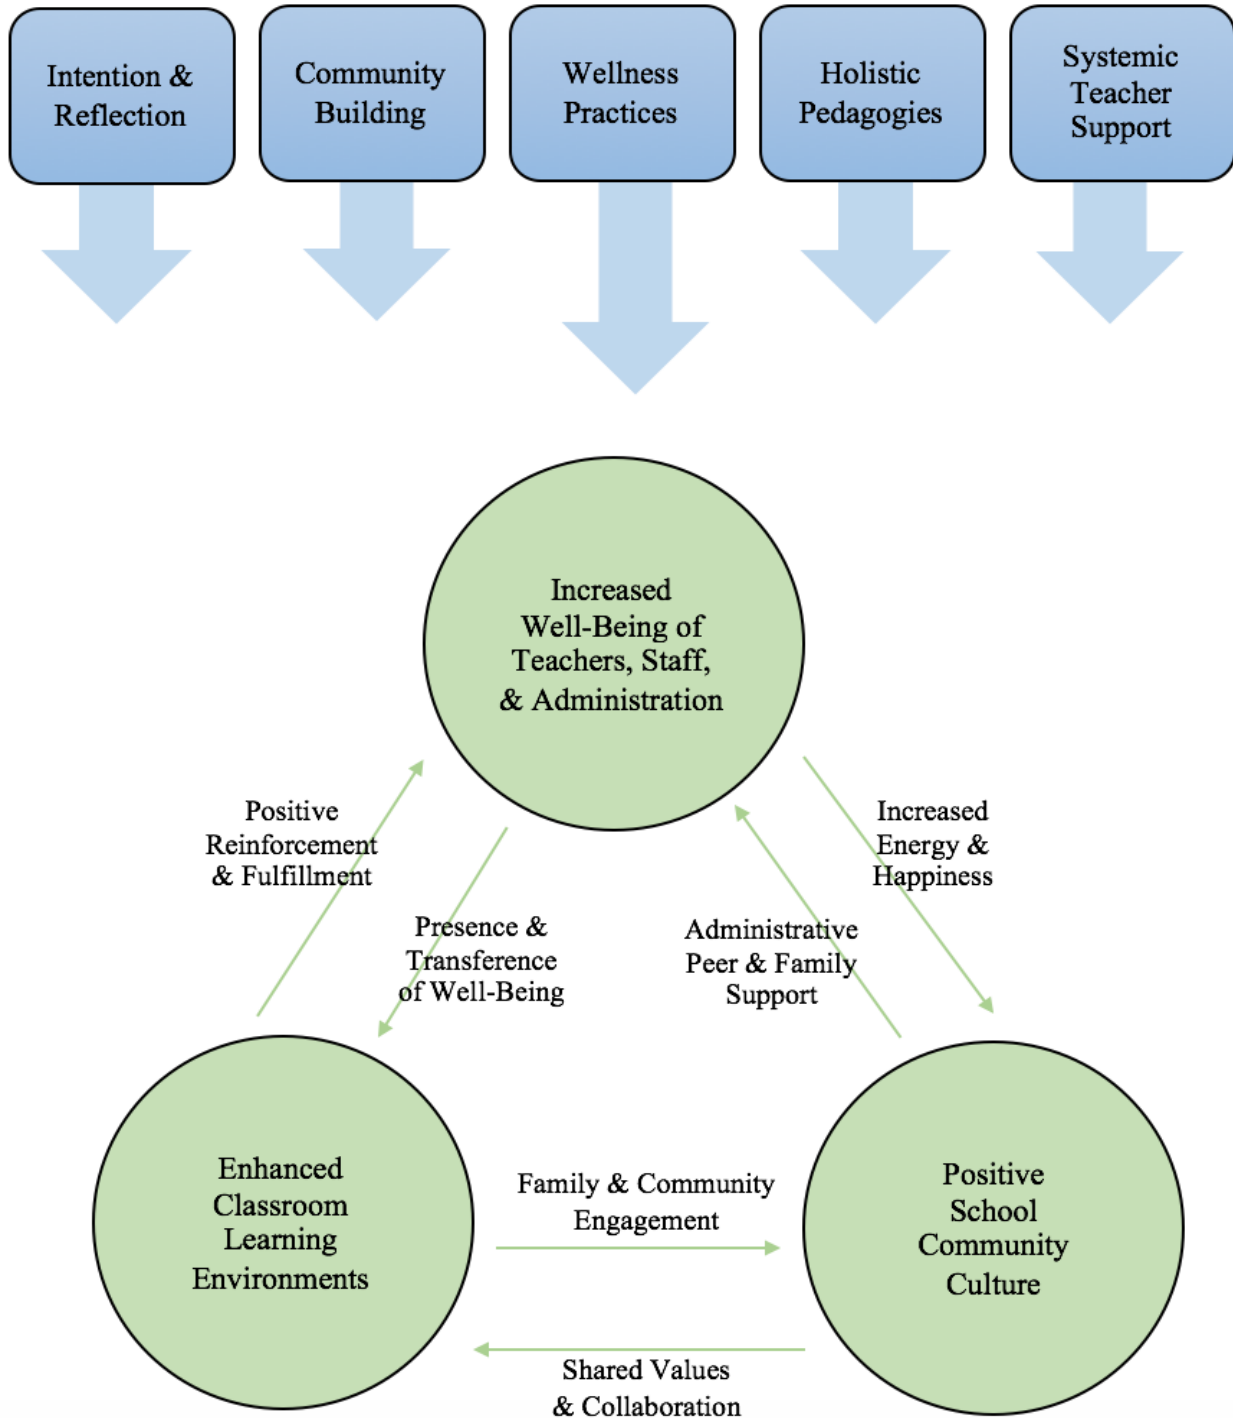 Intention &
Reflection
Community
Building
Wellness
Practices
Holistic
Pedagogies
Systemic
Teacher
Support
Increased
Well-Being of
Teachers, Staff,
& Administration
Positive
Reinforcement
& Fulfillment
Presence &
Transference
of Well-Being
Administrative
Peer & Family
Support
Increased
Energy &
Happiness
Enhanced
Classroom
Learning
Environments
Family & Community
Engagement
Positive
School
Community
Culture
Shared Values
& Collaboration